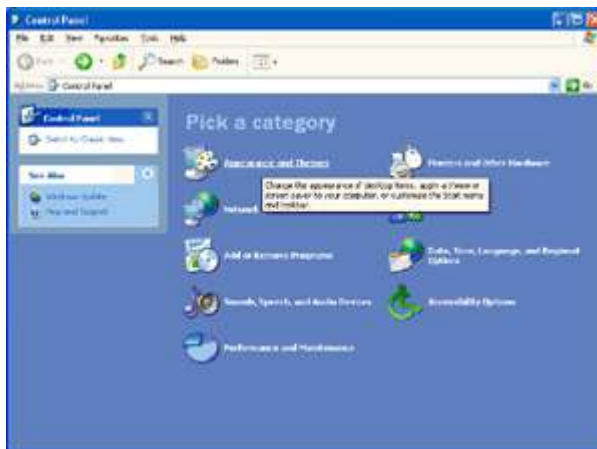 Control Panel
File Edit View Favorites Tools Help
Back Search Folders
Address Control Panel Go
Control Panel
Switch to Classic View
See Also
Windows Update
Help and Support
Pick a category
Appearance and Themes
Printers and Other Hardware
Change the appearance of desktop items, apply a theme or
screen saver to your computer, or customize the Start menu
and taskbar.
Network
Add or Remove Programs
Date, Time, Language, and Regional
Options
Sounds, Speech, and Audio Devices
Accessibility Options
Performance and Maintenance